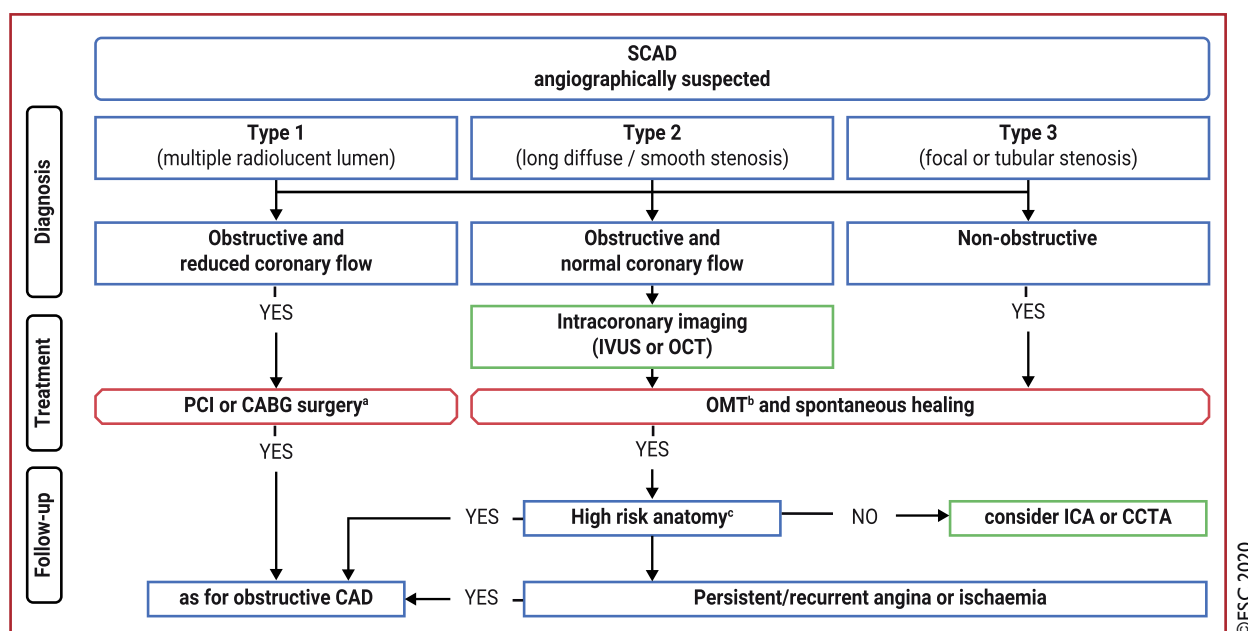 SCAD
angiographically suspected
Diagnosis
Type 1
(multiple radiolucent lumen)
Type 2
(long diffuse / smooth stenosis)
Type 3
(focal or tubular stenosis)
Obstructive and
reduced coronary flow
Obstructive and
normal coronary flow
Non-obstructive
YES
YES
Treatment
Intracoronary imaging
(IVUS or OCT)
PCI or CABG surgeryᵃ
OMTᵇ and spontaneous healing
YES
YES
Follow-up
YES
High risk anatomyᶜ
NO
consider ICA or CCTA
as for obstructive CAD
YES
Persistent/recurrent angina or ischaemia
©ESC 2020